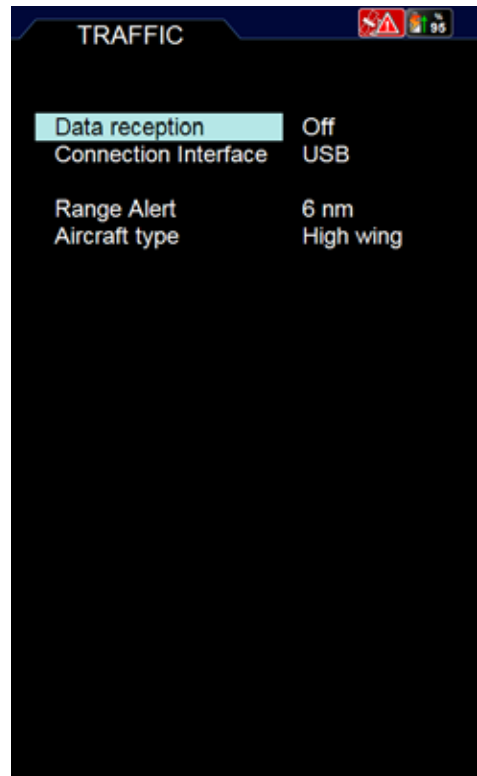 TRAFFIC
% 95
Data reception Off
Connection Interface USB
Range Alert 6 nm
Aircraft type High wing